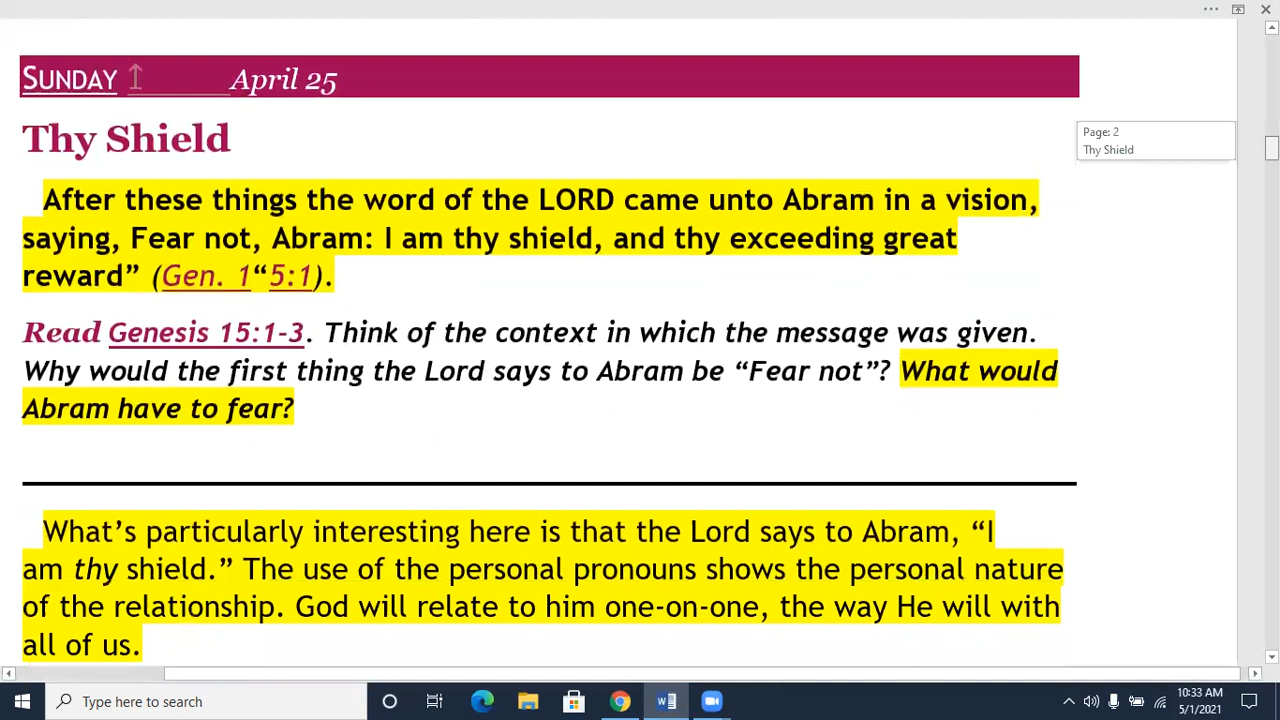 SUNDAY April 25
Thy Shield
Page: 2
Thy Shield
After these things the word of the LORD came unto Abram in a vision,
saying, Fear not, Abram: I am thy shield, and thy exceeding great
reward” (Gen. 1“5:1).
Read Genesis 15:1-3. Think of the context in which the message was given.
Why would the first thing the Lord says to Abram be “Fear not”? What would
Abram have to fear?
What’s particularly interesting here is that the Lord says to Abram, “I
am thy shield.” The use of the personal pronouns shows the personal nature
of the relationship. God will relate to him one-on-one, the way He will with
all of us.
Type here to search
10:33 AM
5/1/2021